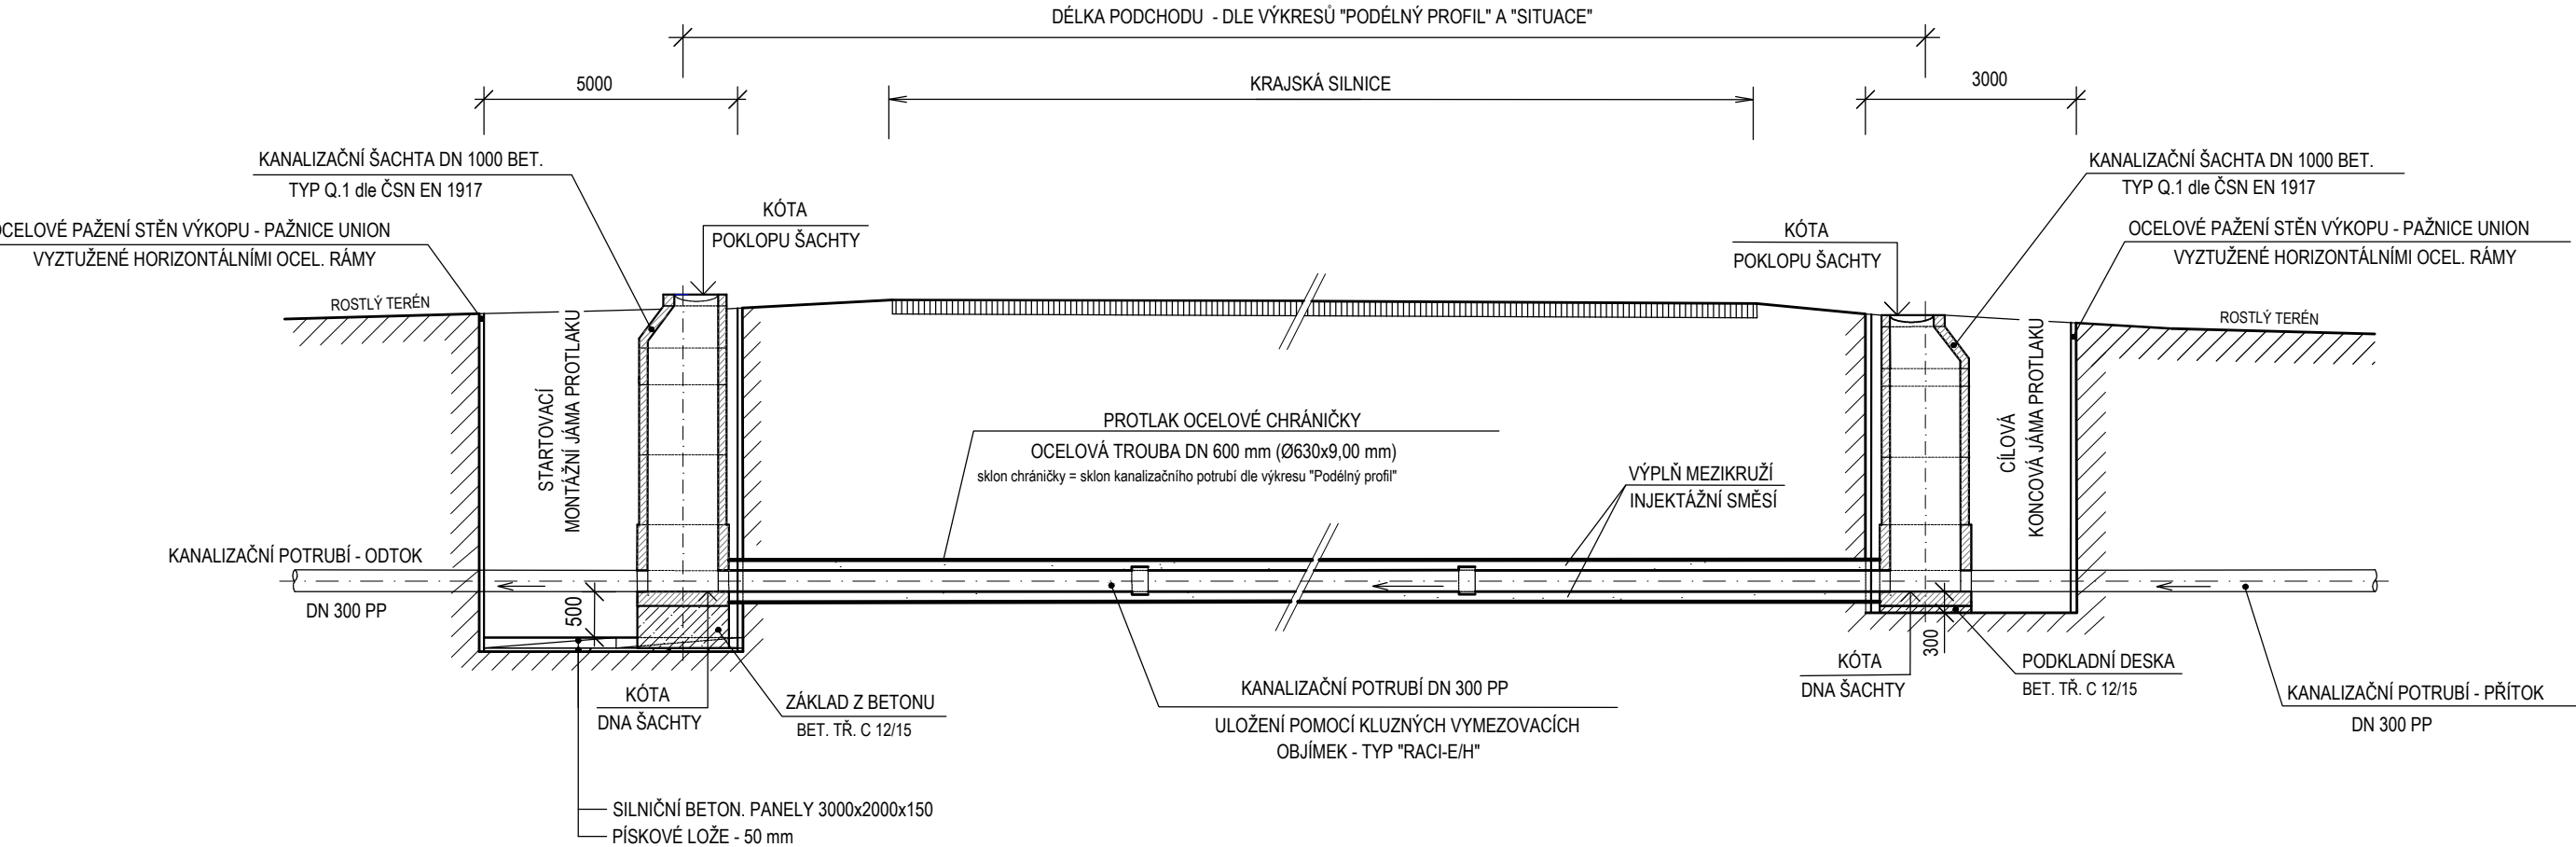 DÉLKA PODCHODU - DLE VÝKRESŮ "PODÉLNÝ PROFIL" A "SITUACE"
5000
KRAJSKÁ SILNICE
3000
KANALIZAČNÍ ŠACHTA DN 1000 BET.
TYP Q.1 dle ČSN EN 1917
KANALIZAČNÍ ŠACHTA DN 1000 BET.
TYP Q.1 dle ČSN EN 1917
OCELOVÉ PAŽENÍ STĚN VÝKOPU - PAŽNICE UNION
VYZTUŽENÉ HORIZONTÁLNÍMI OCEL. RÁMY
KÓTA
POKLOPU ŠACHTY
KÓTA
POKLOPU ŠACHTY
OCELOVÉ PAŽENÍ STĚN VÝKOPU - PAŽNICE UNION
VYZTUŽENÉ HORIZONTÁLNÍMI OCEL. RÁMY
ROSTLÝ TERÉN
ROSTLÝ TERÉN
STARTOVACÍ
MONTÁŽNÍ JÁMA PROTLAKU
PROTLAK OCELOVÉ CHRÁNIČKY
OCELOVÁ TROUBA DN 600 mm (Ø630x9,00 mm)
sklon chráničky = sklon kanalizačního potrubí dle výkresu "Podélný profil"
VÝPLŇ MEZIKRUŽÍ
INJEKTÁŽNÍ SMĚSÍ
CÍLOVÁ
KONCOVÁ JÁMA PROTLAKU
KANALIZAČNÍ POTRUBÍ - ODTOK
DN 300 PP
500
300
KÓTA
DNA ŠACHTY
ZÁKLAD Z BETONU
BET. TŘ. C 12/15
KANALIZAČNÍ POTRUBÍ DN 300 PP
ULOŽENÍ POMOCÍ KLUZNÝCH VYMEZOVACÍCH
OBJÍMEK - TYP "RACI-E/H"
KÓTA
DNA ŠACHTY
PODKLADNÍ DESKA
BET. TŘ. C 12/15
KANALIZAČNÍ POTRUBÍ - PŘÍTOK
DN 300 PP
SILNIČNÍ BETON. PANELY 3000x2000x150
PÍSKOVÉ LOŽE - 50 mm